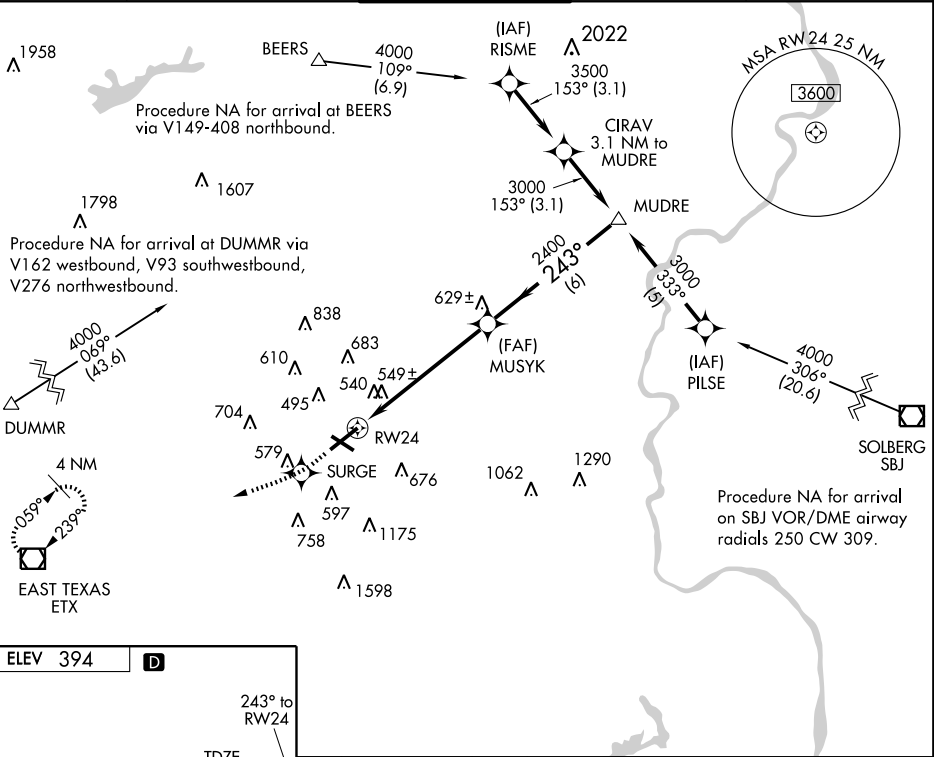 1958
BEERS
4000
109°
(6.9)
(IAF)
RISME
2022
3500
153° (3.1)
MSA RW 24 25 NM
3600
Procedure NA for arrival at BEERS
via V149-408 northbound.
CIRAV
3.1 NM to
MUDRE
3000
153° (3.1)
1607
1798
MUDRE
Procedure NA for arrival at DUMMR via
V162 westbound, V93 southwestbound,
V276 northwestbound.
2400
243°
(6)
3000
333°
(5)
629±
838
(FAF)
MUSYK
4000
069°
(43.6)
683
610
(IAF)
PILSE
4000
306°
(20.6)
540
549±
495
704
DUMMR
RW24
SOLBERG
SBJ
579
SURGE
676
1062
1290
4 NM
059°
239°
597
758
1175
Procedure NA for arrival
on SBJ VOR/DME airway
radials 250 CW 309.
EAST TEXAS
ETX
1598
ELEV 394
D
243° to
RW24
TDZE